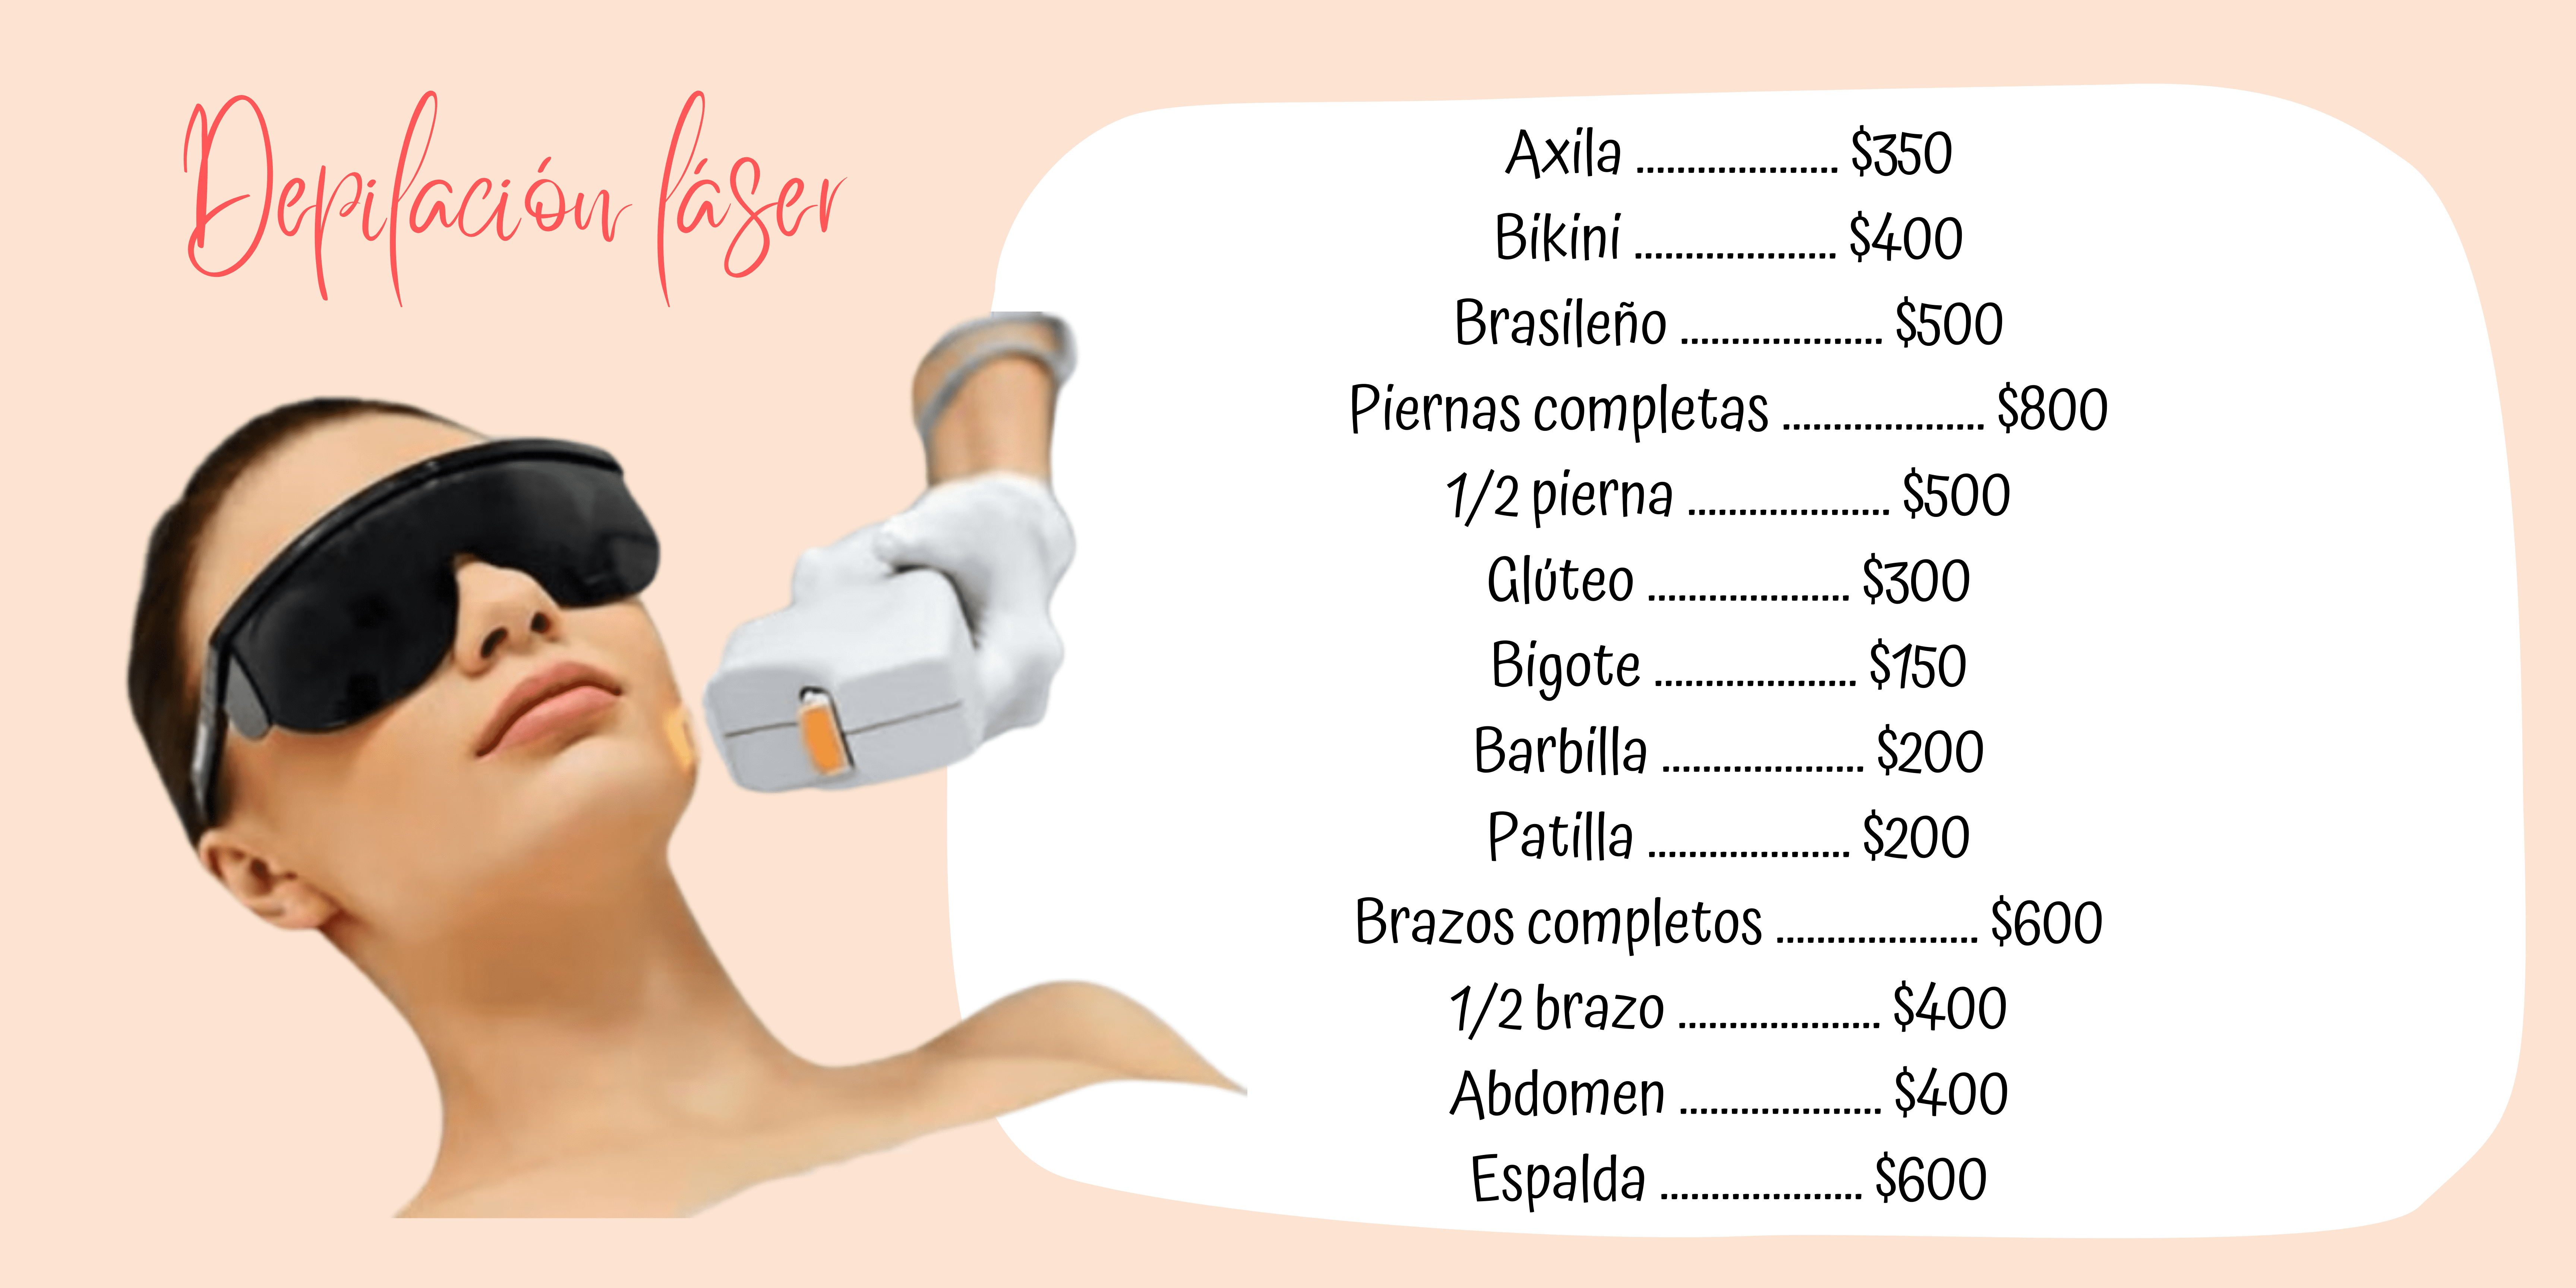 Depilación láser
Axila .................... $350
Bikini .................... $400
Brasileño .................... $500
Piernas completas .................... $800
1/2 pierna .................... $500
Glúteo .................... $300
Bigote .................... $150
Barbilla .................... $200
Patilla .................... $200
Brazos completos .................... $600
1/2 brazo .................... $400
Abdomen .................... $400
Espalda .................... $600